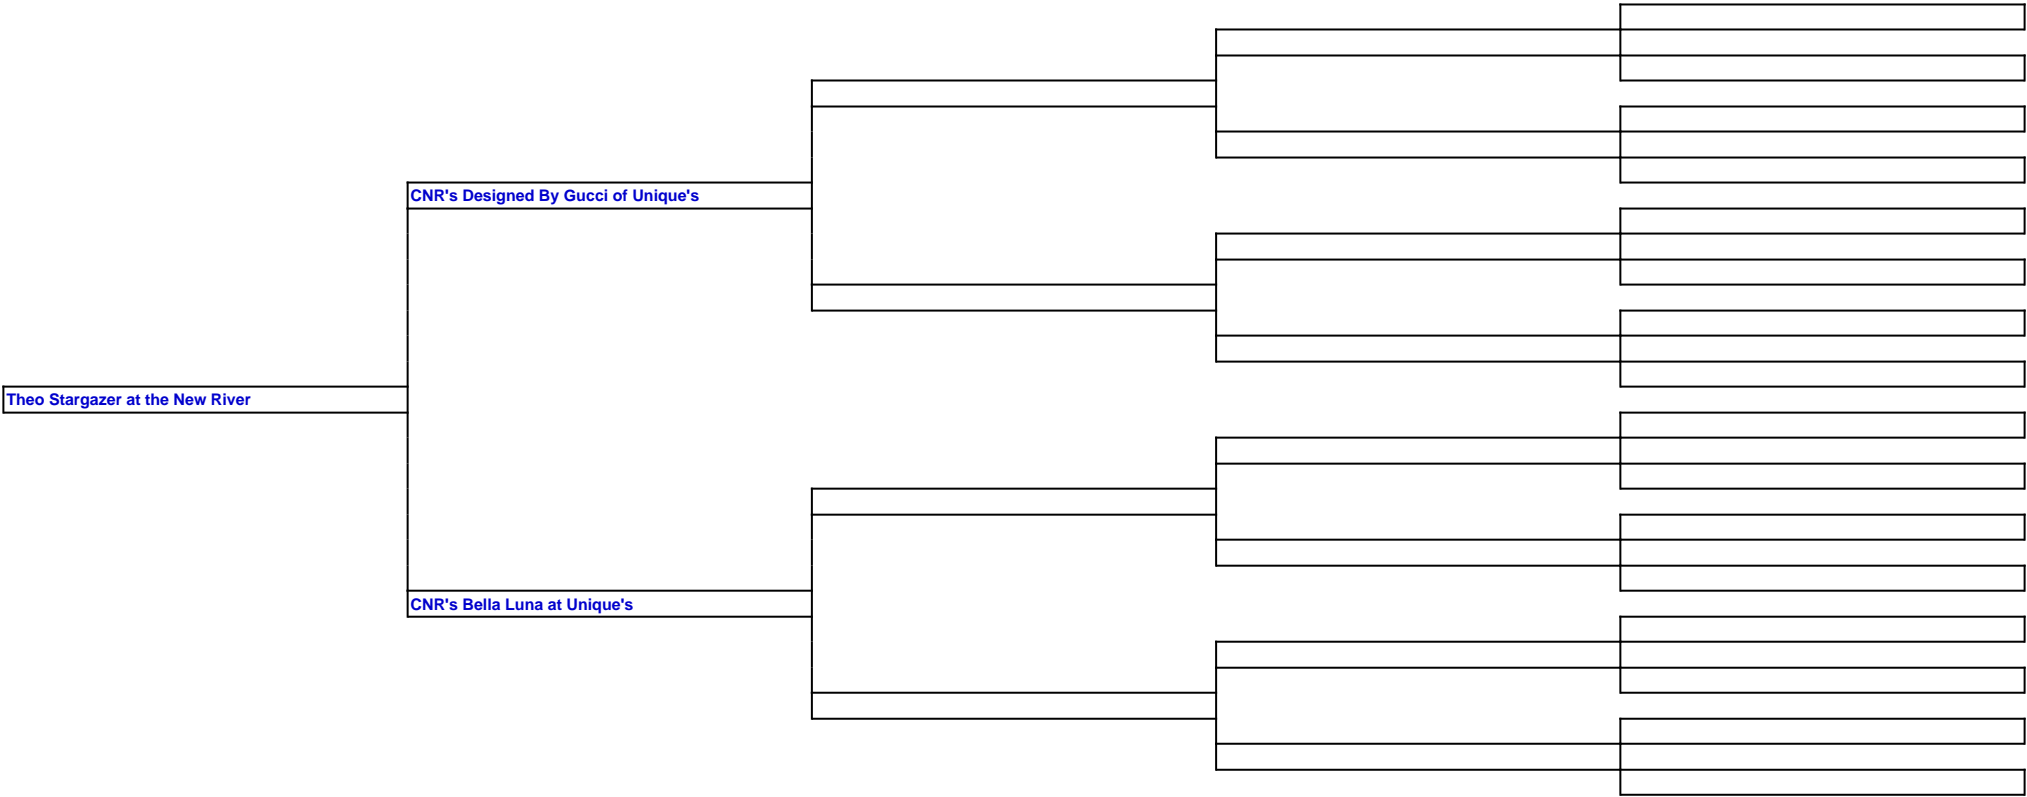 CNR's Designed By Gucci of Unique's
Theo Stargazer at the New River
CNR's Bella Luna at Unique's